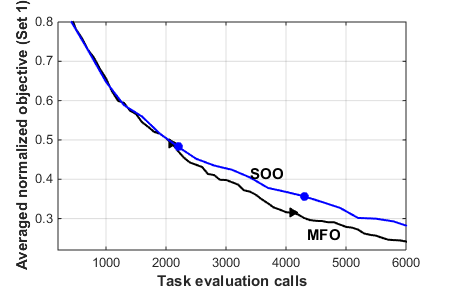 Averaged normalized objective (Set 1)
0.8
0.7
0.6
0.5
0.4
0.3
SOO
MFO
1000 2000 3000 4000 5000 6000
Task evaluation calls